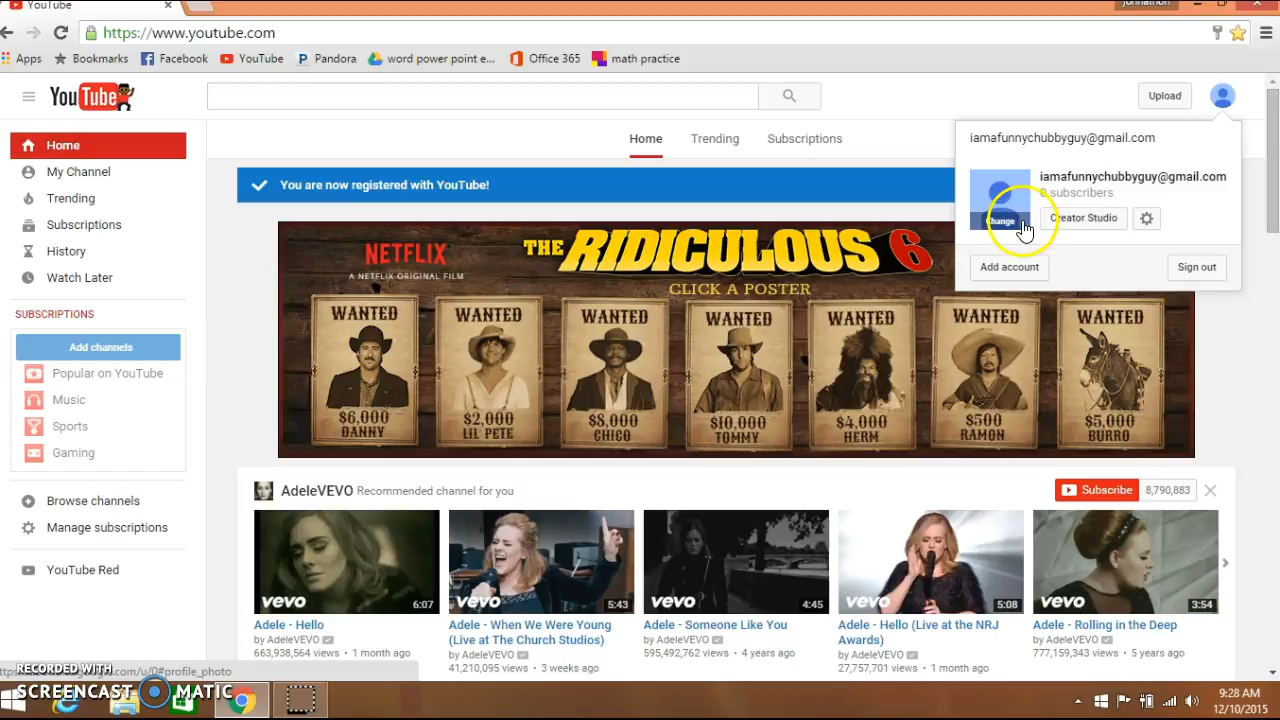 YouTube
Johnathon
https://www.youtube.com
Apps
Bookmarks
Facebook
YouTube
Pandora
word power point e...
Office 365
math practice
YouTube
Upload
Home
Trending
Subscriptions
iamafunnychubbyguy@gmail.com
iamafunnychubbyguy@gmail.com
0 subscribers
Change
Creator Studio
Add account
Sign out
Home
My Channel
Trending
Subscriptions
History
Watch Later
SUBSCRIPTIONS
Add channels
Popular on YouTube
Music
Sports
Gaming
Browse channels
Manage subscriptions
YouTube Red
You are now registered with YouTube!
NETFLIX
A NETFLIX ORIGINAL FILM
THE RIDICULOUS 6
CLICK A POSTER
WANTED
$6,000
DANNY
WANTED
$2,000
LIL' PETE
WANTED
$8,000
CHICO
WANTED
$10,000
TOMMY
WANTED
$4,000
HERM
WANTED
$500
RAMON
WANTED
$5,000
BURRO
AdeleVEVO Recommended channel for you
Subscribe 8,790,883
vevo 6:07
Adele - Hello
by AdeleVEVO
663,938,564 views • 1 month ago
vevo 5:43
Adele - When We Were Young
(Live at The Church Studios)
by AdeleVEVO
41,210,095 views • 3 weeks ago
vevo 4:45
Adele - Someone Like You
by AdeleVEVO
595,492,762 views • 4 years ago
vevo 5:08
Adele - Hello (Live at the NRJ
Awards)
by AdeleVEVO
27,757,701 views • 1 month ago
vevo 3:54
Adele - Rolling in the Deep
by AdeleVEVO
777,159,343 views • 5 years ago
.com/u/0#profile_photo
RECORDED WITH
SCREENCAST MATIC
9:28 AM
12/10/2015